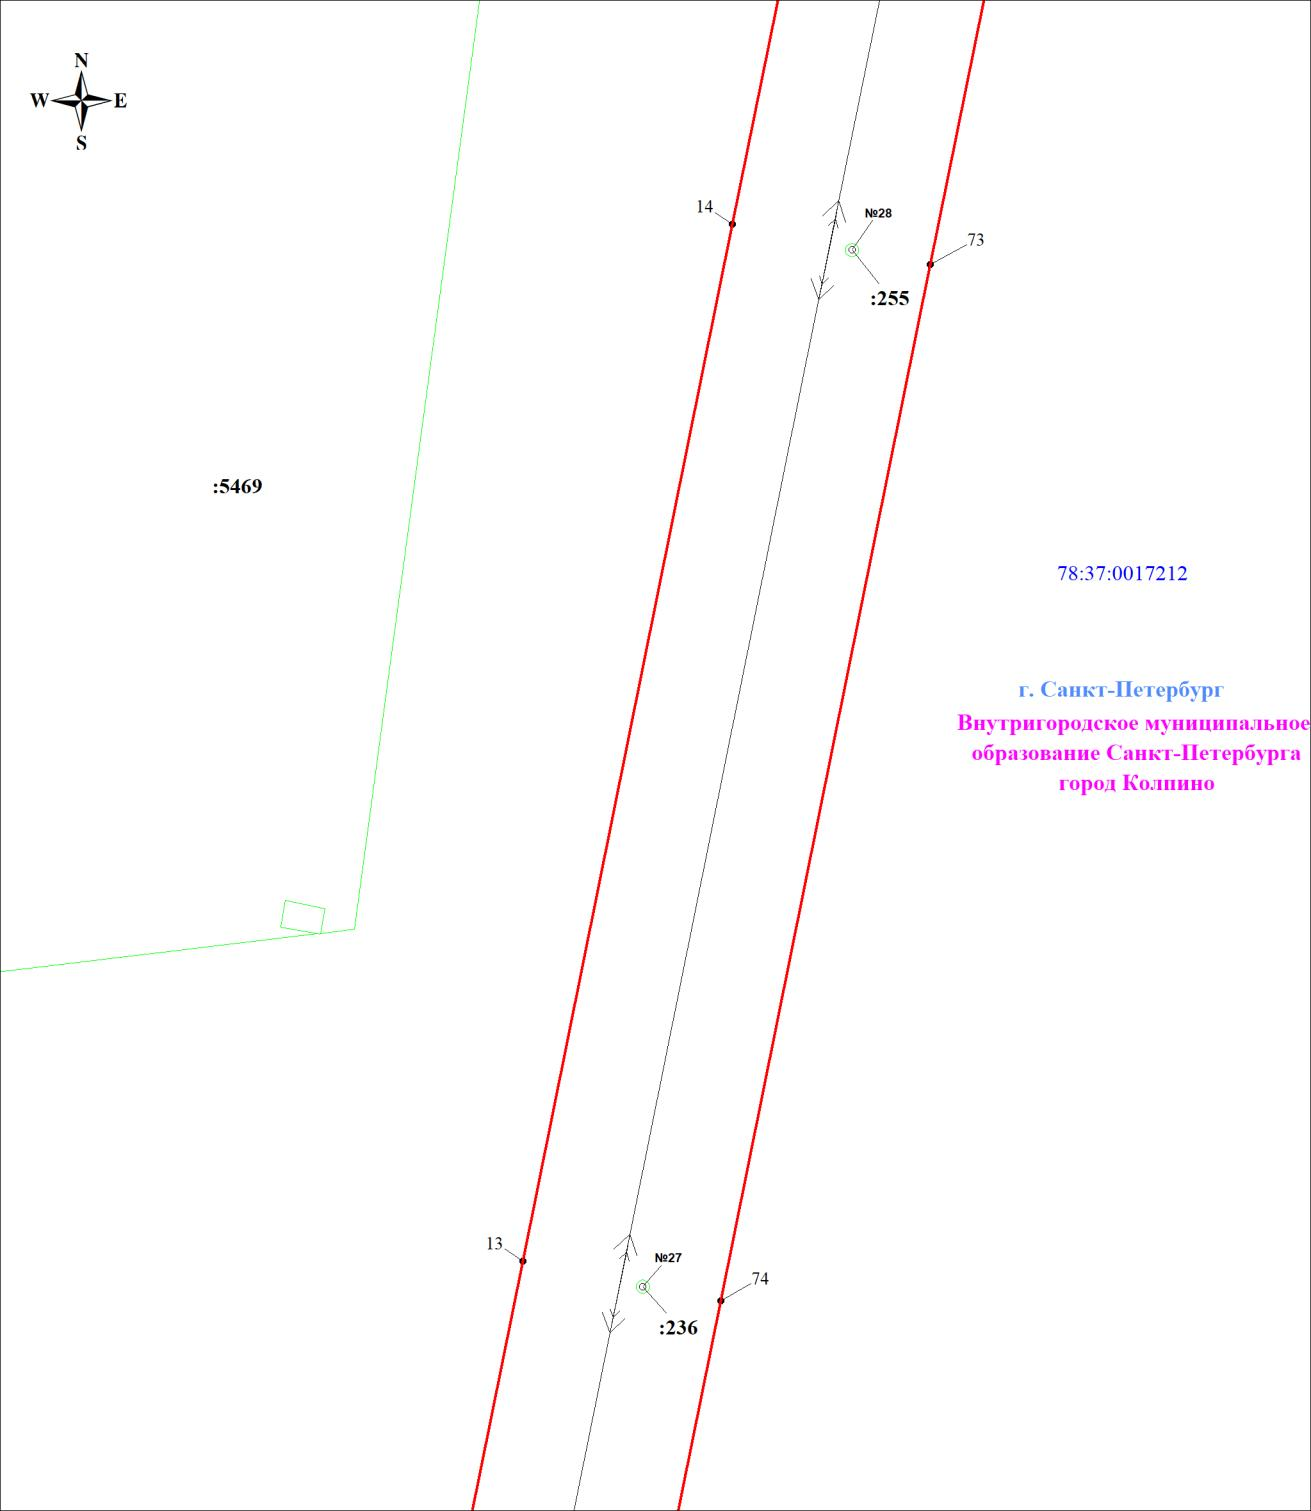 N
W E
S
14
№28
73
:255
:5469
78:37:0017212
г. Санкт-Петербург
Внутригородское муниципальное
образование Санкт-Петербурга
город Колпино
13
№27
74
:236